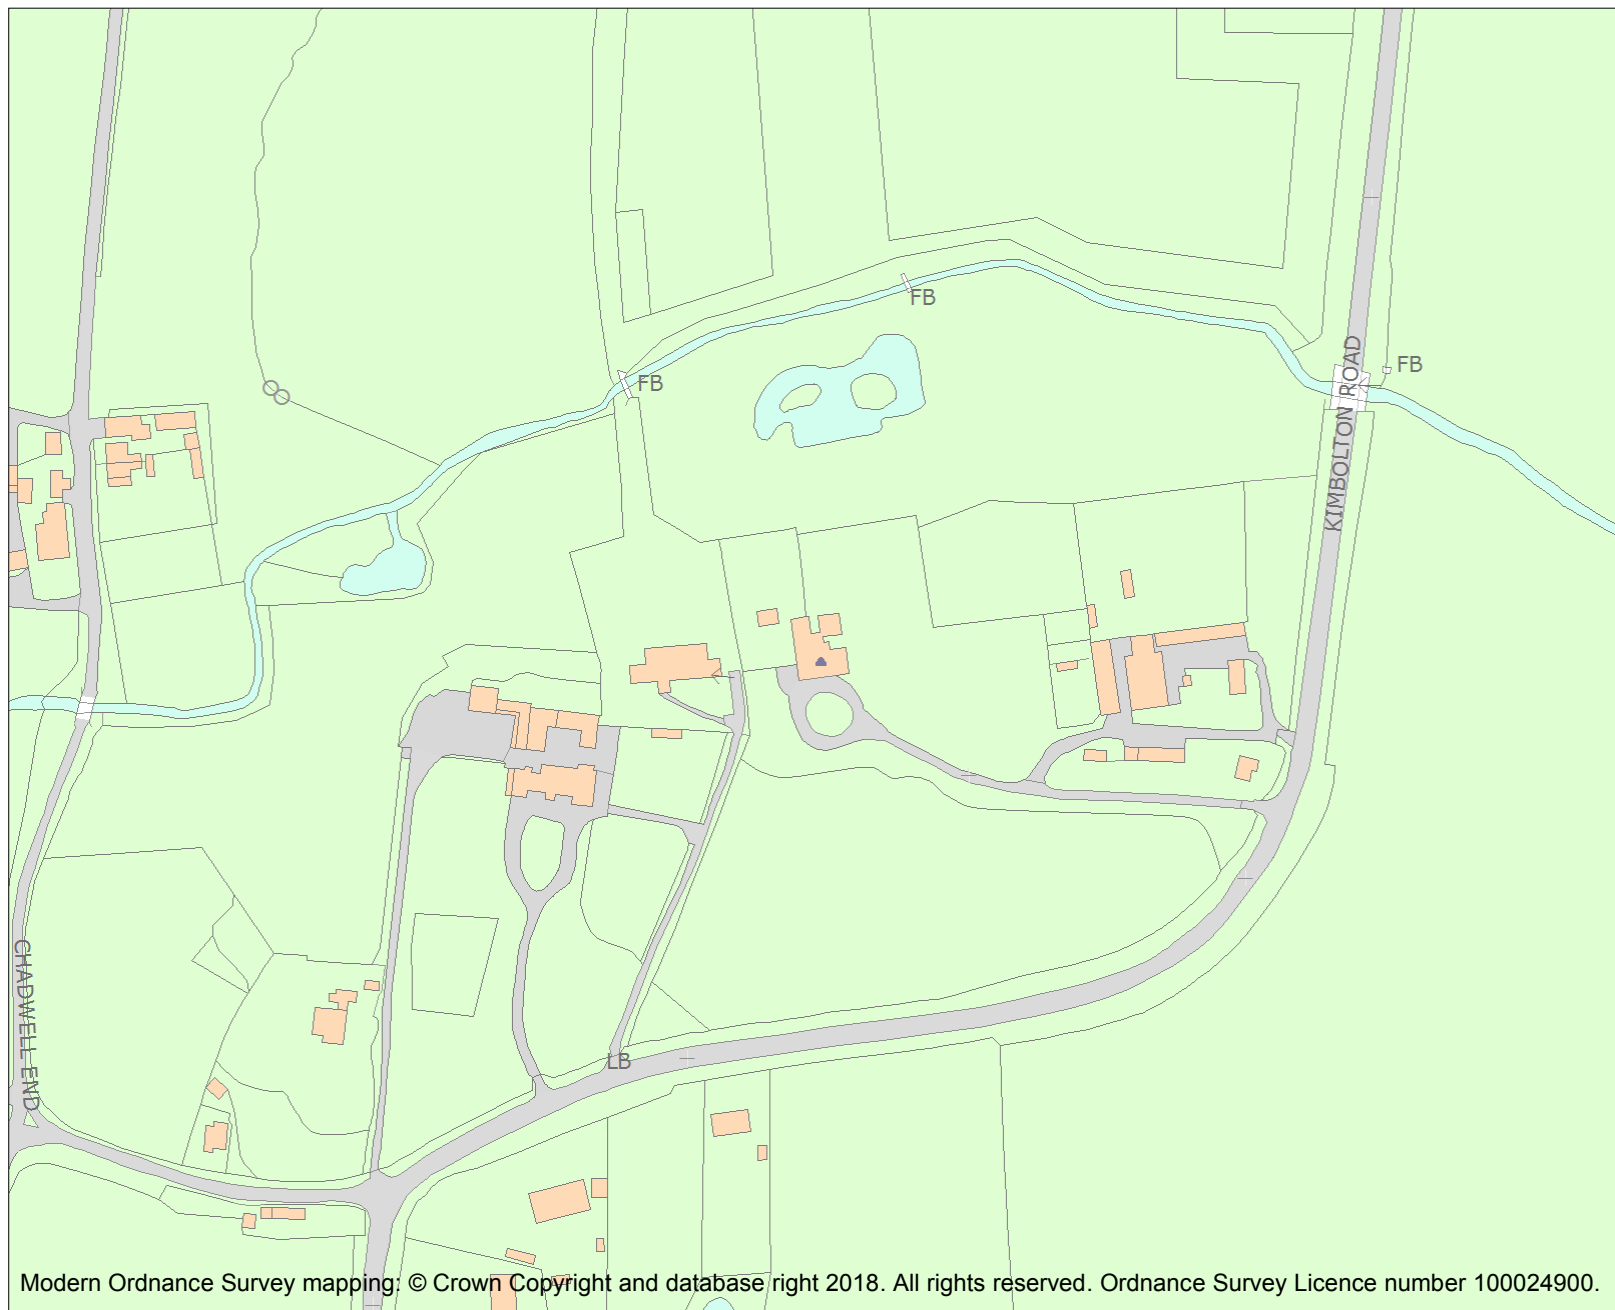 FB
FB
FB
KIMBOLTON ROAD
CHADWELL END
LB
Modern Ordnance Survey mapping: © Crown Copyright and database right 2018. All rights reserved. Ordnance Survey Licence number 100024900.